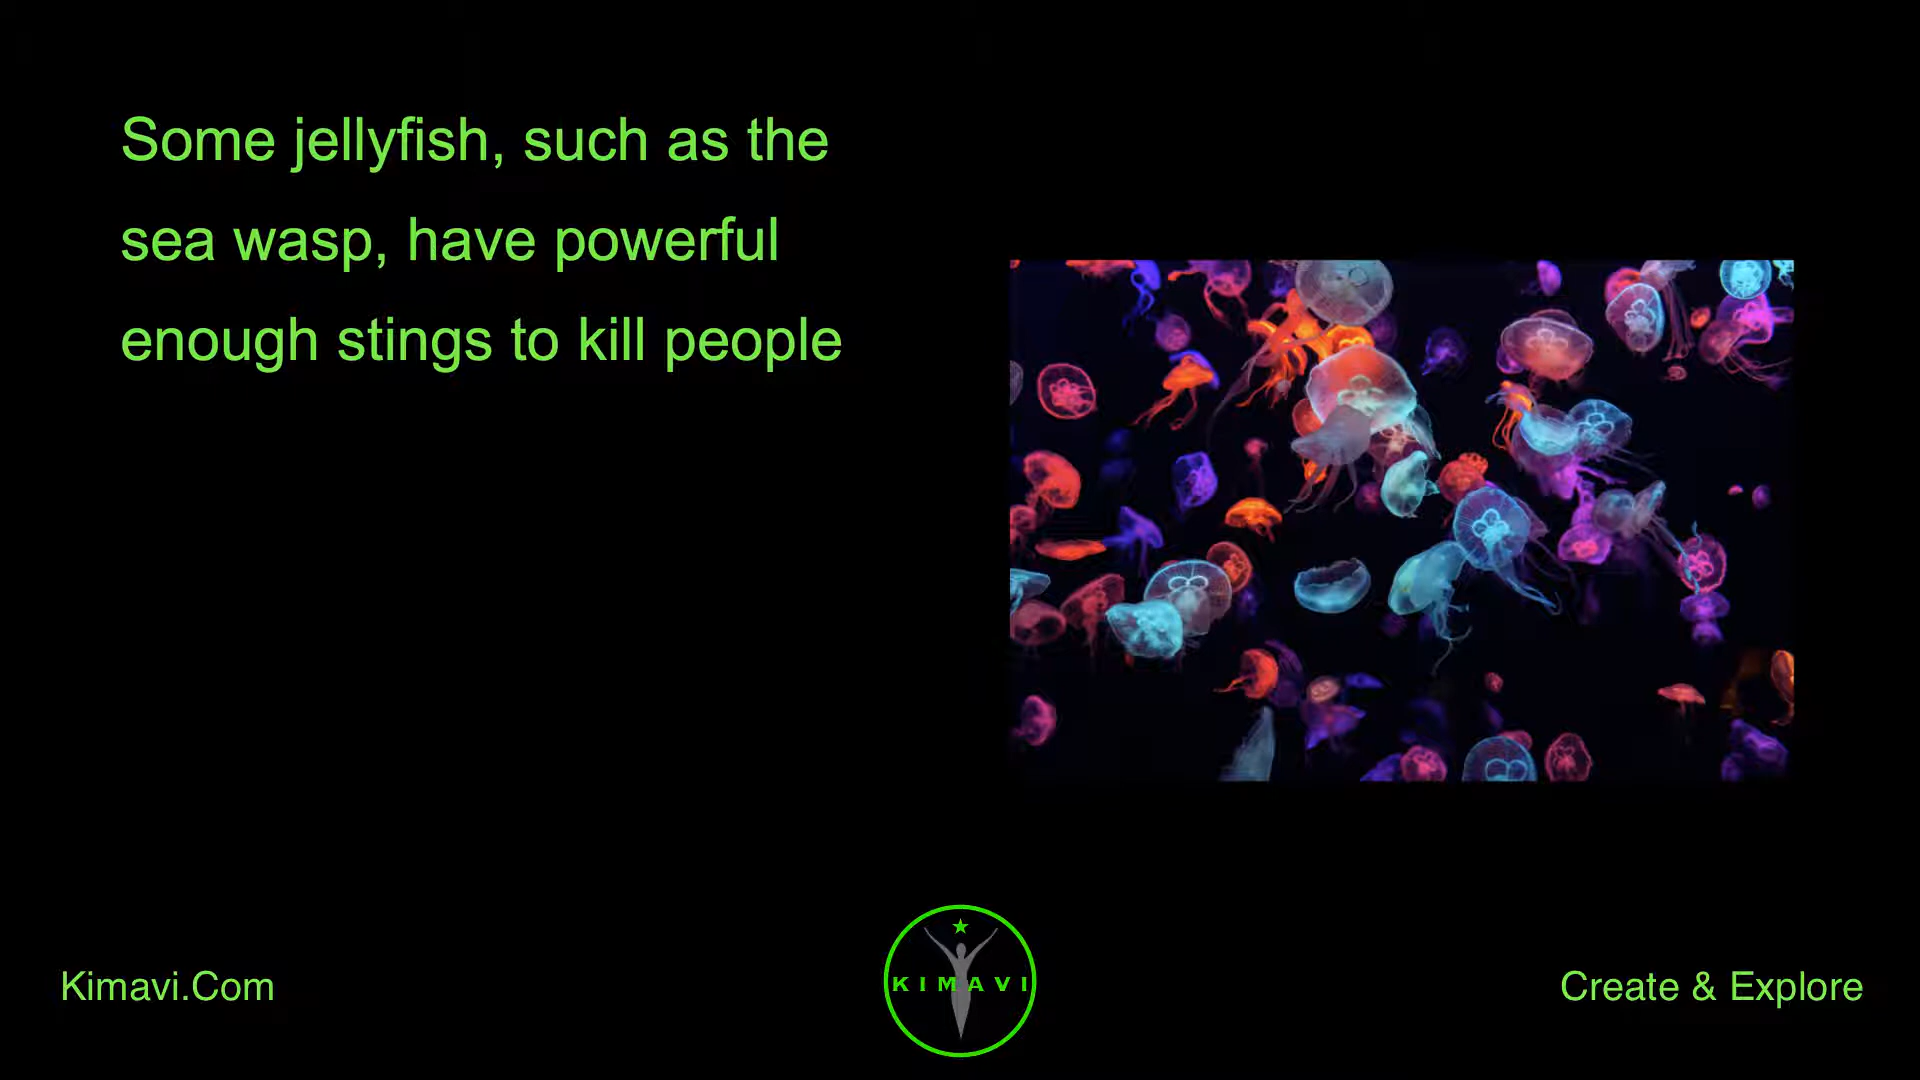 Some jellyfish, such as the
sea wasp, have powerful
enough stings to kill people
Kimavi.Com
KIMAVI
Create & Explore